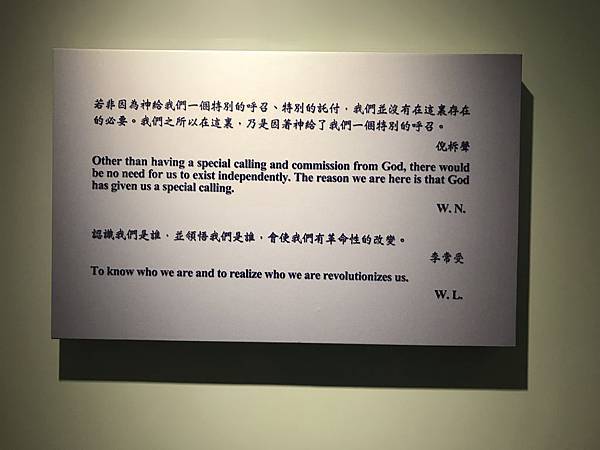 若非因為神給我們一個特別的呼召、特別的託付，我們並沒有在這裏存在
的必要。我們之所以在這裏，乃是因著神給了我們一個特別的呼召。
倪柝聲
Other than having a special calling and commission from God, there would
be no need for us to exist independently. The reason we are here is that God
has given us a special calling.
W. N.
認識我們是誰，並領悟我們是誰，會使我們有革命性的改變。
李常受
To know who we are and to realize who we are revolutionizes us.
W. L.